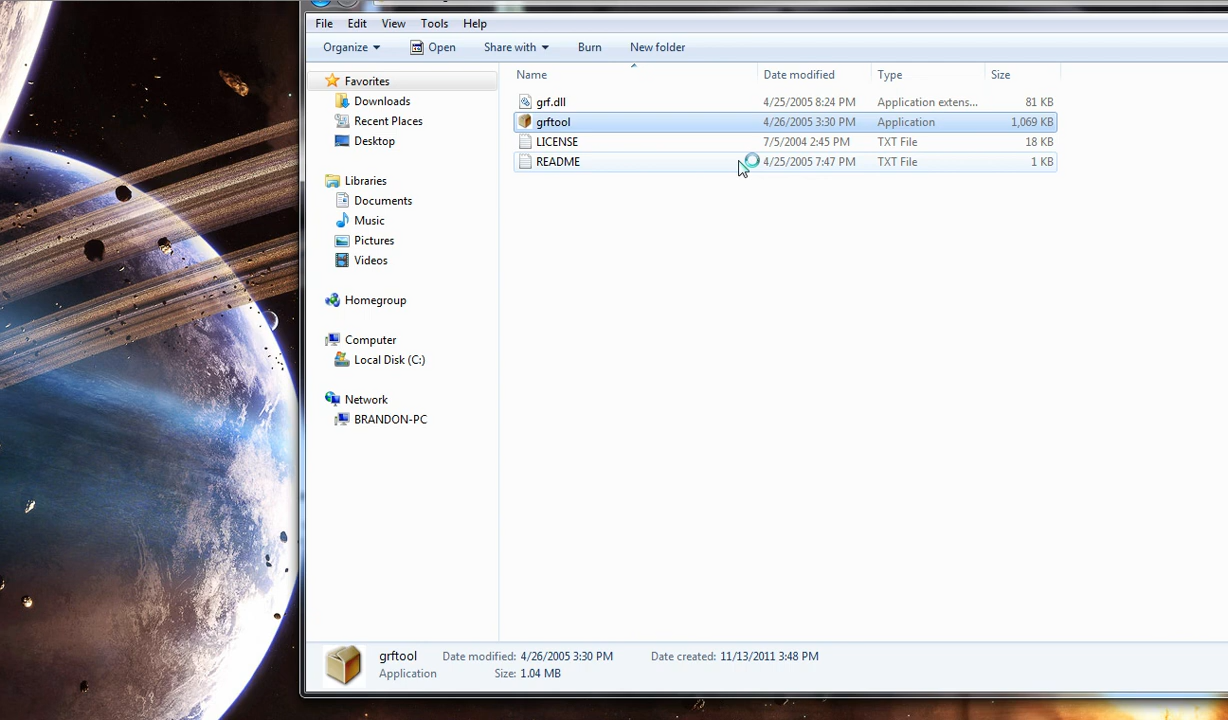 File Edit View Tools Help
Organize Open Share with Burn New folder
Name Date modified Type Size
Favorites
Downloads
Recent Places
Desktop
Libraries
Documents
Music
Pictures
Videos
Homegroup
Computer
Local Disk (C:)
Network
BRANDON-PC
grf.dll 4/25/2005 8:24 PM Application extens... 81 KB
grftool 4/26/2005 3:30 PM Application 1,069 KB
LICENSE 7/5/2004 2:45 PM TXT File 18 KB
README 4/25/2005 7:47 PM TXT File 1 KB
grftool Date modified: 4/26/2005 3:30 PM Date created: 11/13/2011 3:48 PM
Application Size: 1.04 MB